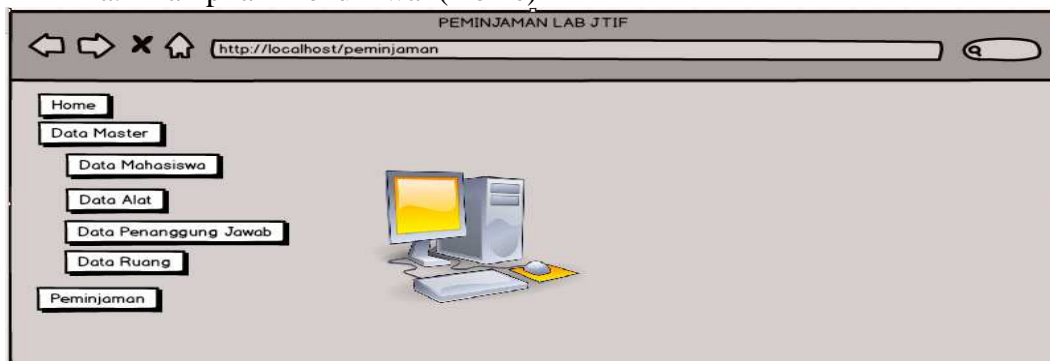 PEMINJAMAN LAB JTIF
http://localhost/peminjaman
Home
Data Master
Data Mahasiswa
Data Alat
Data Penanggung Jawab
Data Ruang
Peminjaman